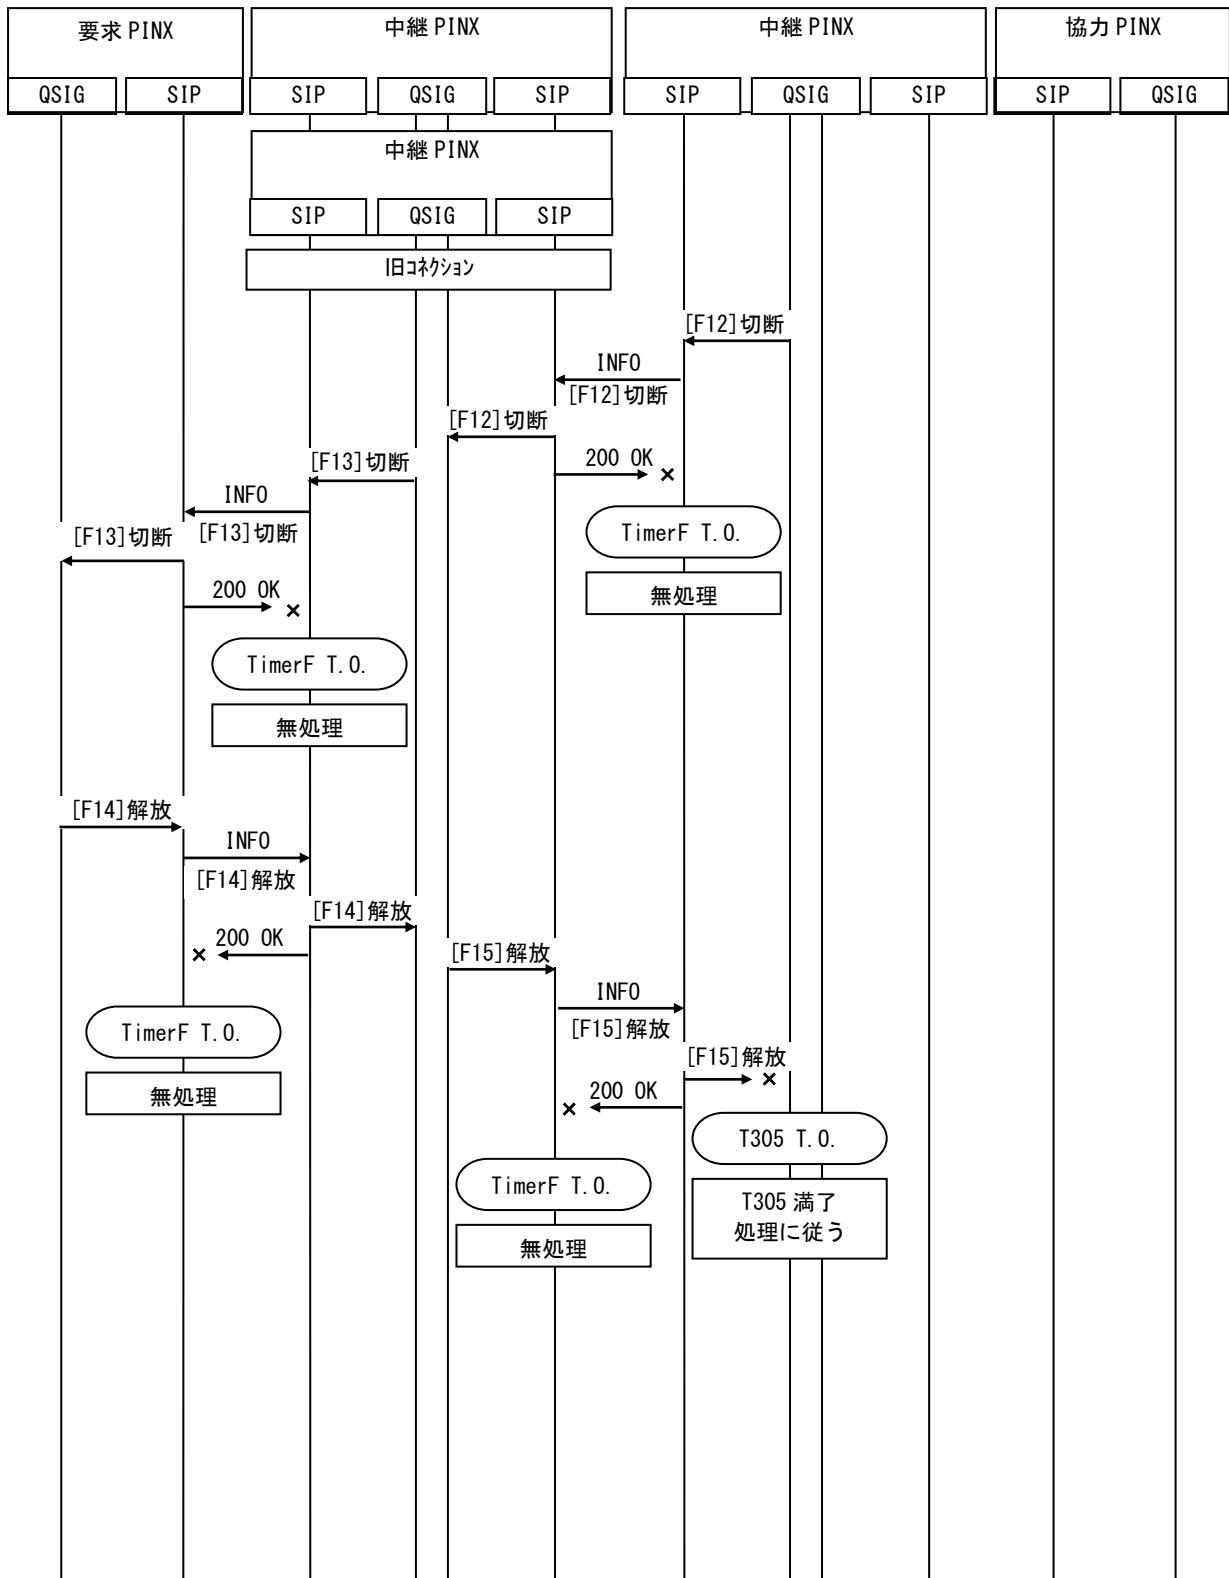 要求 PINX
中継 PINX
中継 PINX
協力 PINX
QSIG
SIP
SIP
QSIG
SIP
SIP
QSIG
SIP
SIP
QSIG
中継 PINX
SIP
QSIG
SIP
旧ｺﾈｸｼｮﾝ
[F12]切断
INFO
[F12]切断
[F12]切断
200 OK
[F13]切断
INFO
[F13]切断
[F13]切断
TimerF T.O.
無処理
200 OK
TimerF T.O.
無処理
[F14]解放
INFO
[F14]解放
[F14]解放
200 OK
[F15]解放
INFO
[F15]解放
[F15]解放
200 OK
TimerF T.O.
無処理
T305 T.O.
T305 満了
処理に従う
TimerF T.O.
無処理